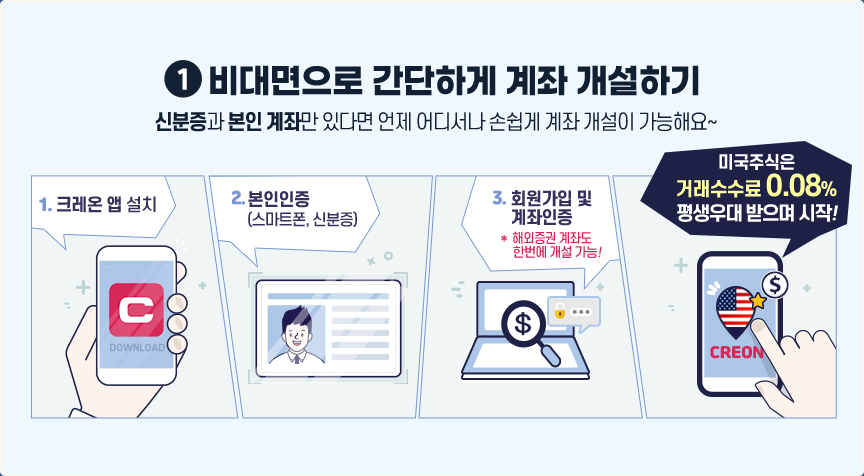 1 비대면으로 간단하게 계좌 개설하기
신분증과 본인 계좌만 있다면 언제 어디서나 손쉽게 계좌 개설이 가능해요~
1. 크레온 앱 설치
C
DOWNLOAD
2. 본인인증
(스마트폰, 신분증)
3. 회원가입 및
계좌인증
* 해외증권 계좌도
한번에 개설 가능!
$
***
미국주식은
거래수수료 0.08%
평생우대 받으며 시작!
$
CREON